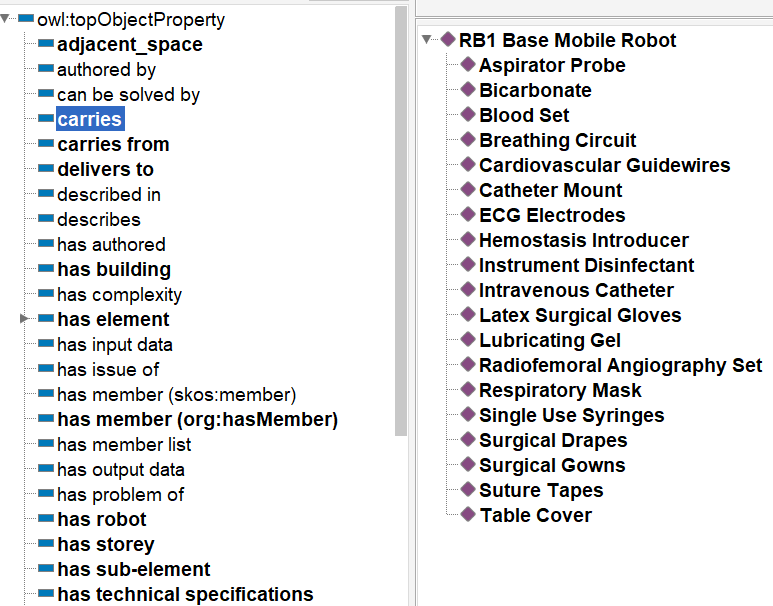 owl:topObjectProperty
adjacent_space
authored by
can be solved by
carries
carries from
delivers to
described in
describes
has authored
has building
has complexity
has element
has input data
has issue of
has member (skos:member)
has member (org:hasMember)
has member list
has output data
has problem of
has robot
has storey
has sub-element
has technical specifications
RB1 Base Mobile Robot
Aspirator Probe
Bicarbonate
Blood Set
Breathing Circuit
Cardiovascular Guidewires
Catheter Mount
ECG Electrodes
Hemostasis Introducer
Instrument Disinfectant
Intravenous Catheter
Latex Surgical Gloves
Lubricating Gel
Radiofemoral Angiography Set
Respiratory Mask
Single Use Syringes
Surgical Drapes
Surgical Gowns
Suture Tapes
Table Cover